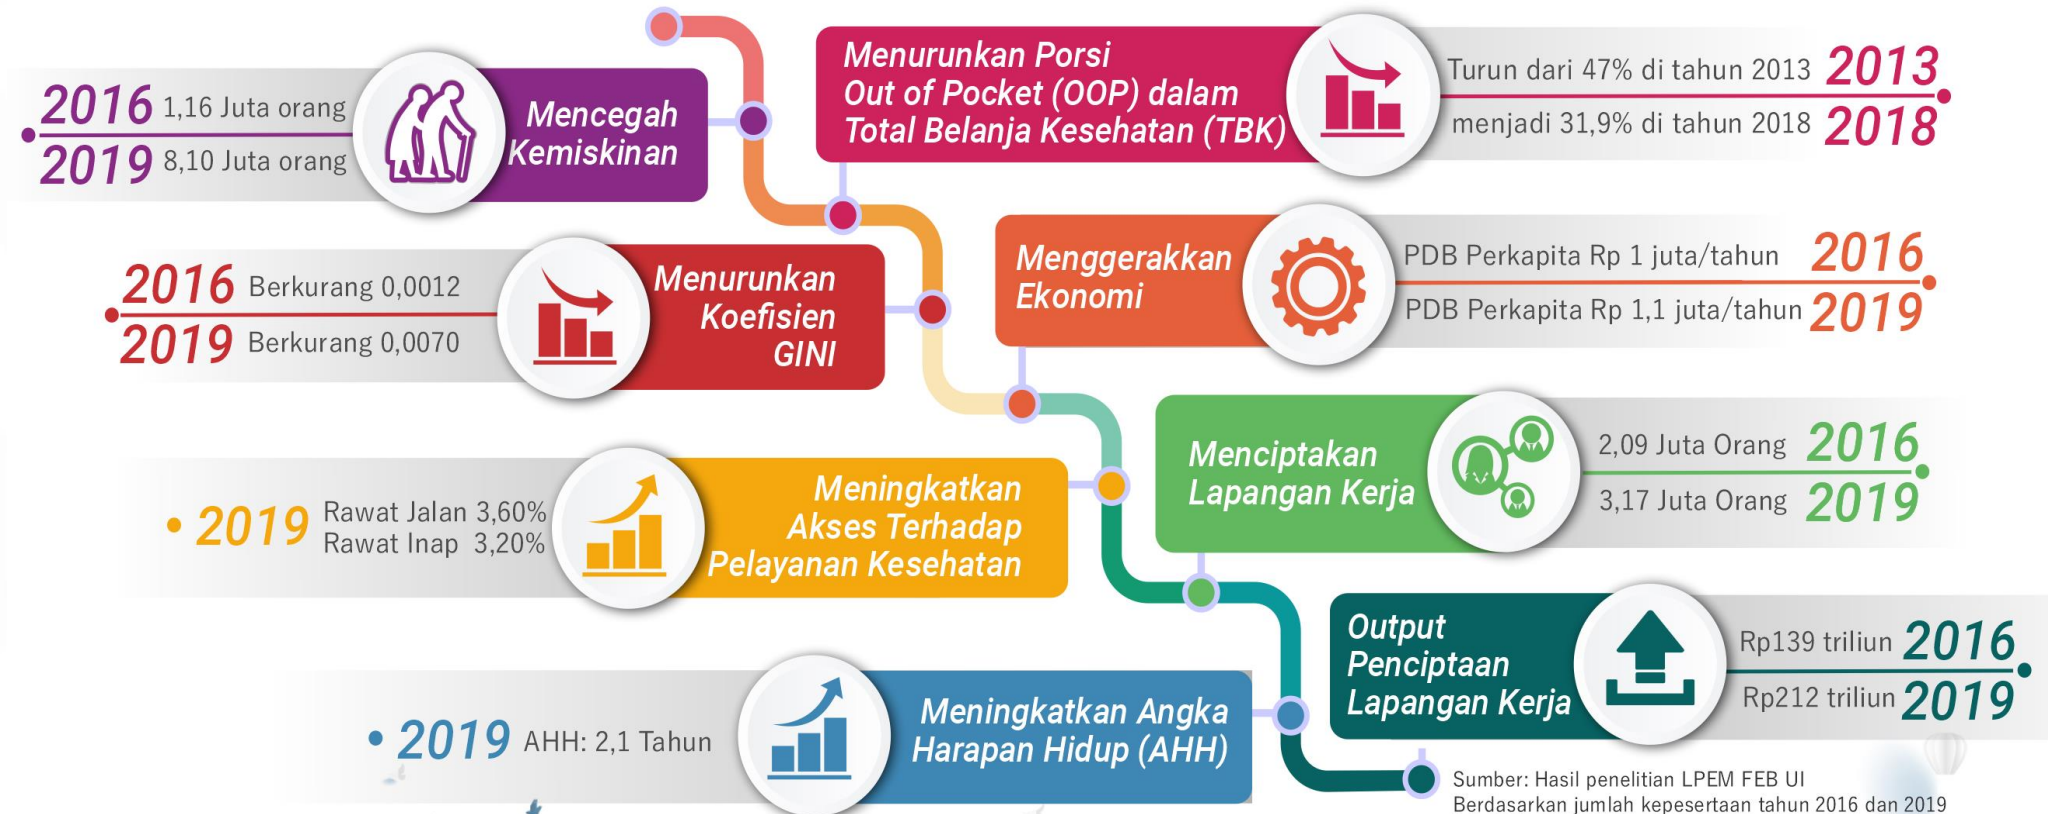 2016 1,16 Juta orang
2019 8,10 Juta orang
Mencegah
Kemiskinan
Menurunkan Porsi
Out of Pocket (OOP) dalam
Total Belanja Kesehatan (TBK)
Turun dari 47% di tahun 2013 2013
menjadi 31,9% di tahun 2018 2018
2016 Berkurang 0,0012
2019 Berkurang 0,0070
Menurunkan
Koefisien
GINI
Menggerakkan
Ekonomi
PDB Perkapita Rp 1 juta/tahun 2016
PDB Perkapita Rp 1,1 juta/tahun 2019
2019 Rawat Jalan 3,60%
Rawat Inap 3,20%
Meningkatkan
Akses Terhadap
Pelayanan Kesehatan
Menciptakan
Lapangan Kerja
2,09 Juta Orang 2016
3,17 Juta Orang 2019
2019 AHH: 2,1 Tahun
Meningkatkan Angka
Harapan Hidup (AHH)
Output
Penciptaan
Lapangan Kerja
Rp139 triliun 2016
Rp212 triliun 2019
Sumber: Hasil penelitian LPEM FEB UI
Berdasarkan jumlah kepesertaan tahun 2016 dan 2019